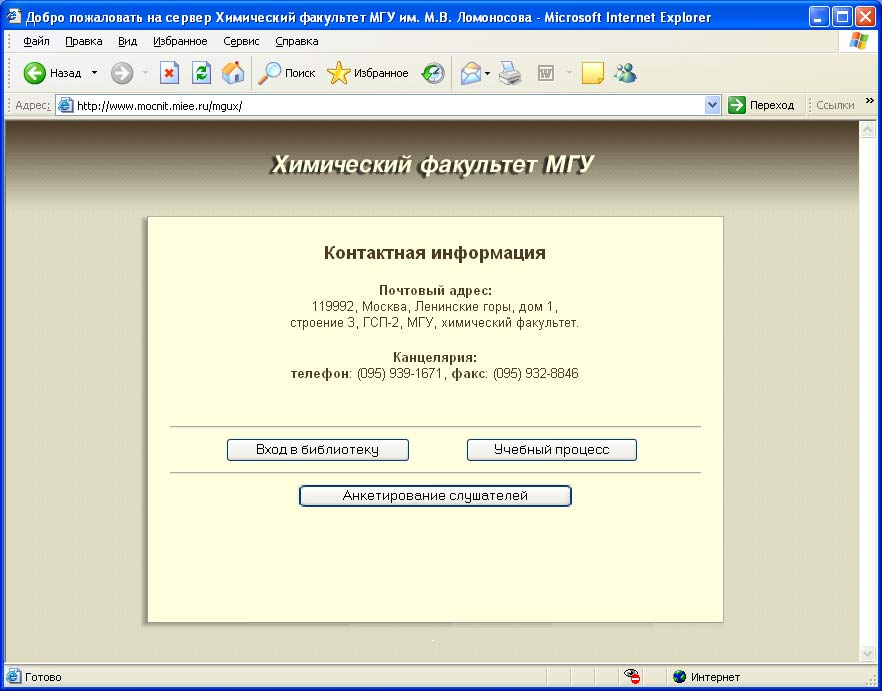 Добро пожаловать на сервер Химический факультет МГУ им. М.В. Ломоносова - Microsoft Internet Explorer
Файл Правка Вид Избранное Сервис Справка
Назад Поиск Избранное
Адрес: http://www.mocnit.miee.ru/mgux/ Переход Ссылки »
Химический факультет МГУ
Контактная информация
Почтовый адрес:
119992, Москва, Ленинские горы, дом 1,
строение 3, ГСП-2, МГУ, химический факультет.
Канцелярия:
телефон: (095) 939-1671, факс: (095) 932-8846
Вход в библиотеку Учебный процесс
Анкетирование слушателей
Готово Интернет